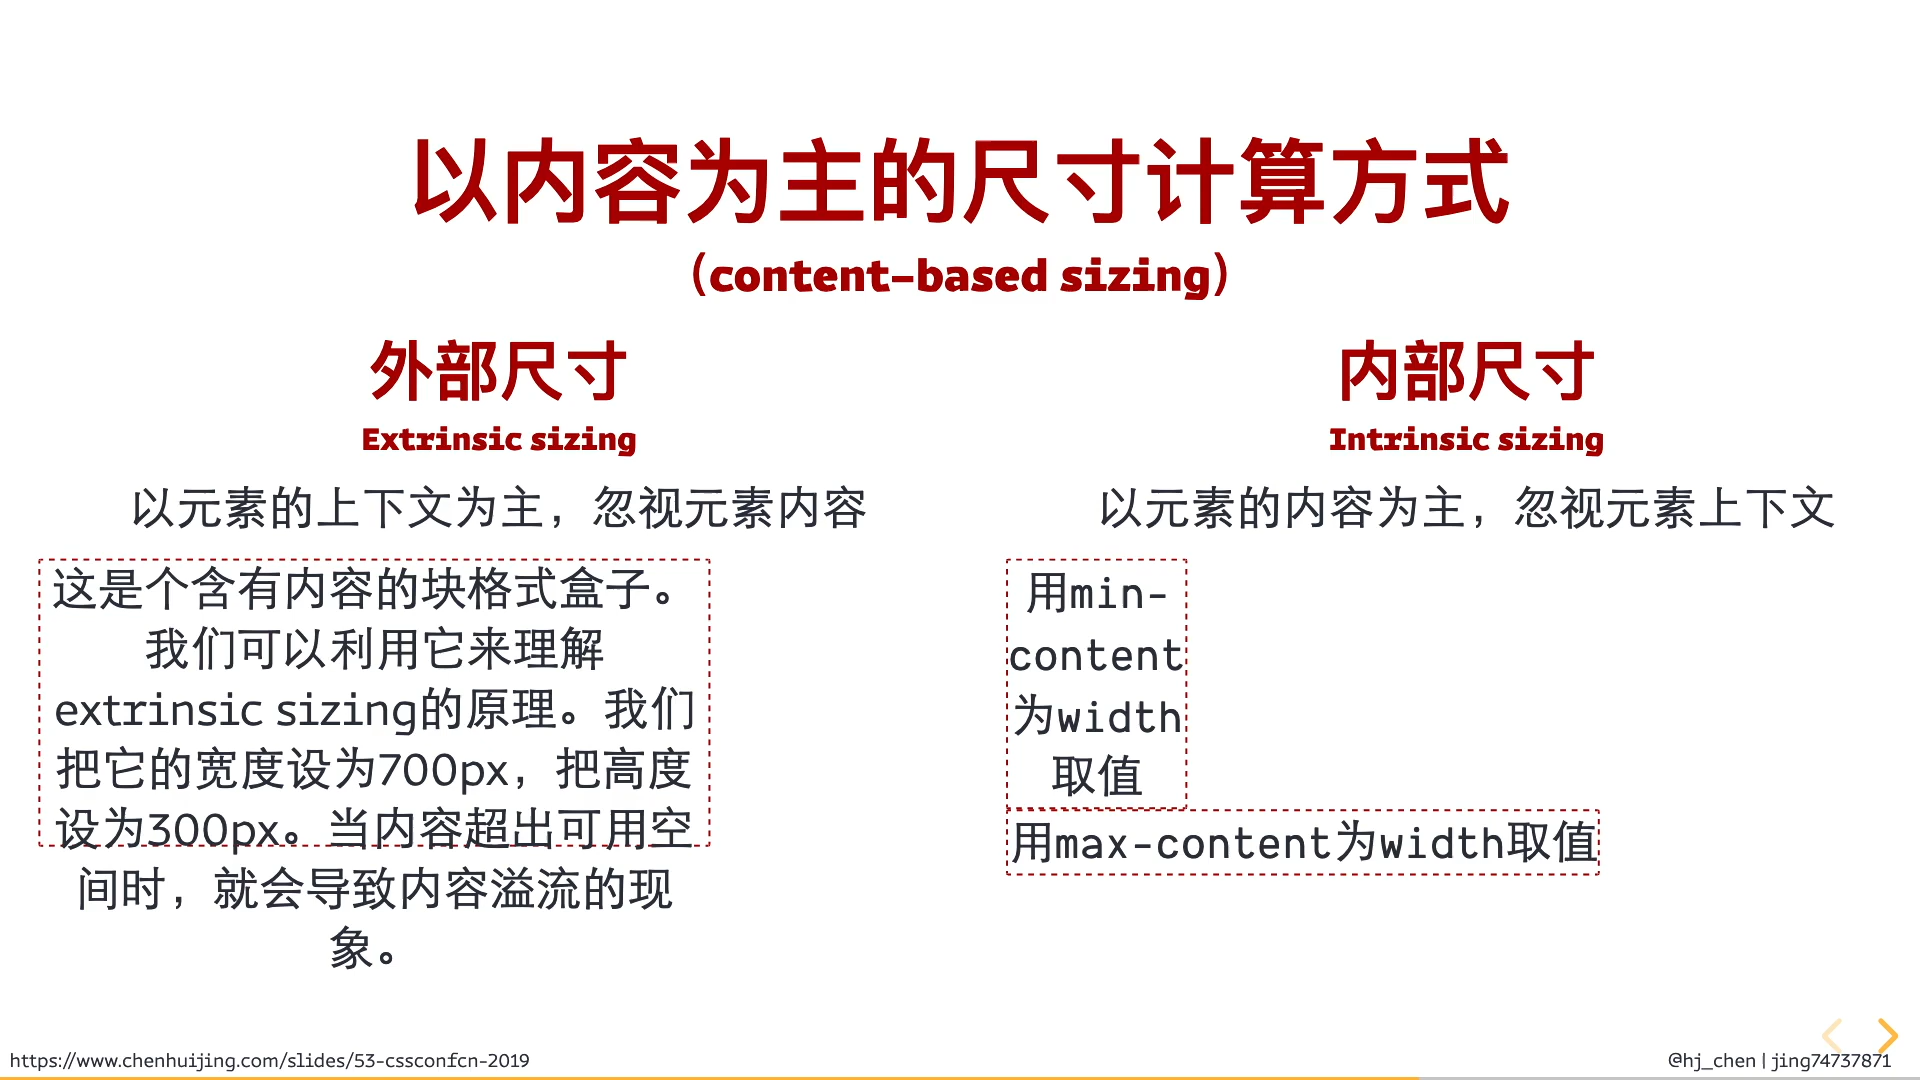 以内容为主的尺寸计算方式
(content-based sizing)
外部尺寸
Extrinsic sizing
以元素的上下文为主，忽视元素内容
这是个含有内容的块格式盒子。
我们可以利用它来理解
extrinsic sizing的原理。我们
把它的宽度设为700px，把高度
设为300px。当内容超出可用空
间时，就会导致内容溢流的现
象。
内部尺寸
Intrinsic sizing
以元素的内容为主，忽视元素上下文
用min-
content
为width
取值
用max-content为width取值
https://www.chenhuijing.com/slides/53-cssconfcn-2019
@hj_chen | jing74737871